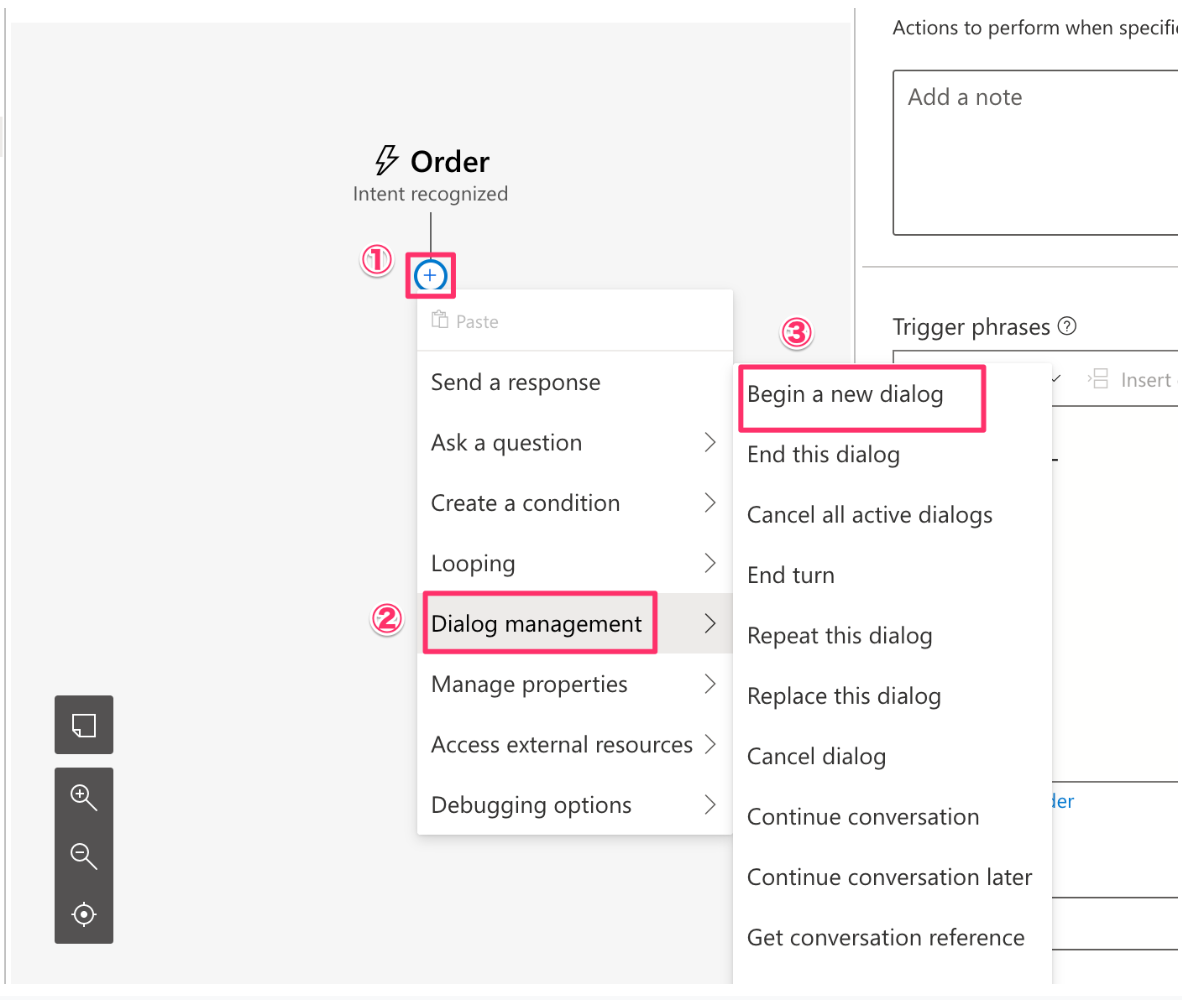 Actions to perform when specifi
Add a note
Order
Intent recognized
①
Paste
③
Trigger phrases
Send a response
Insert
Begin a new dialog
Ask a question
End this dialog
Create a condition
Cancel all active dialogs
Looping
End turn
②
Dialog management
Repeat this dialog
Manage properties
Replace this dialog
Access external resources
Cancel dialog
Debugging options
der
Continue conversation
Continue conversation later
Get conversation reference